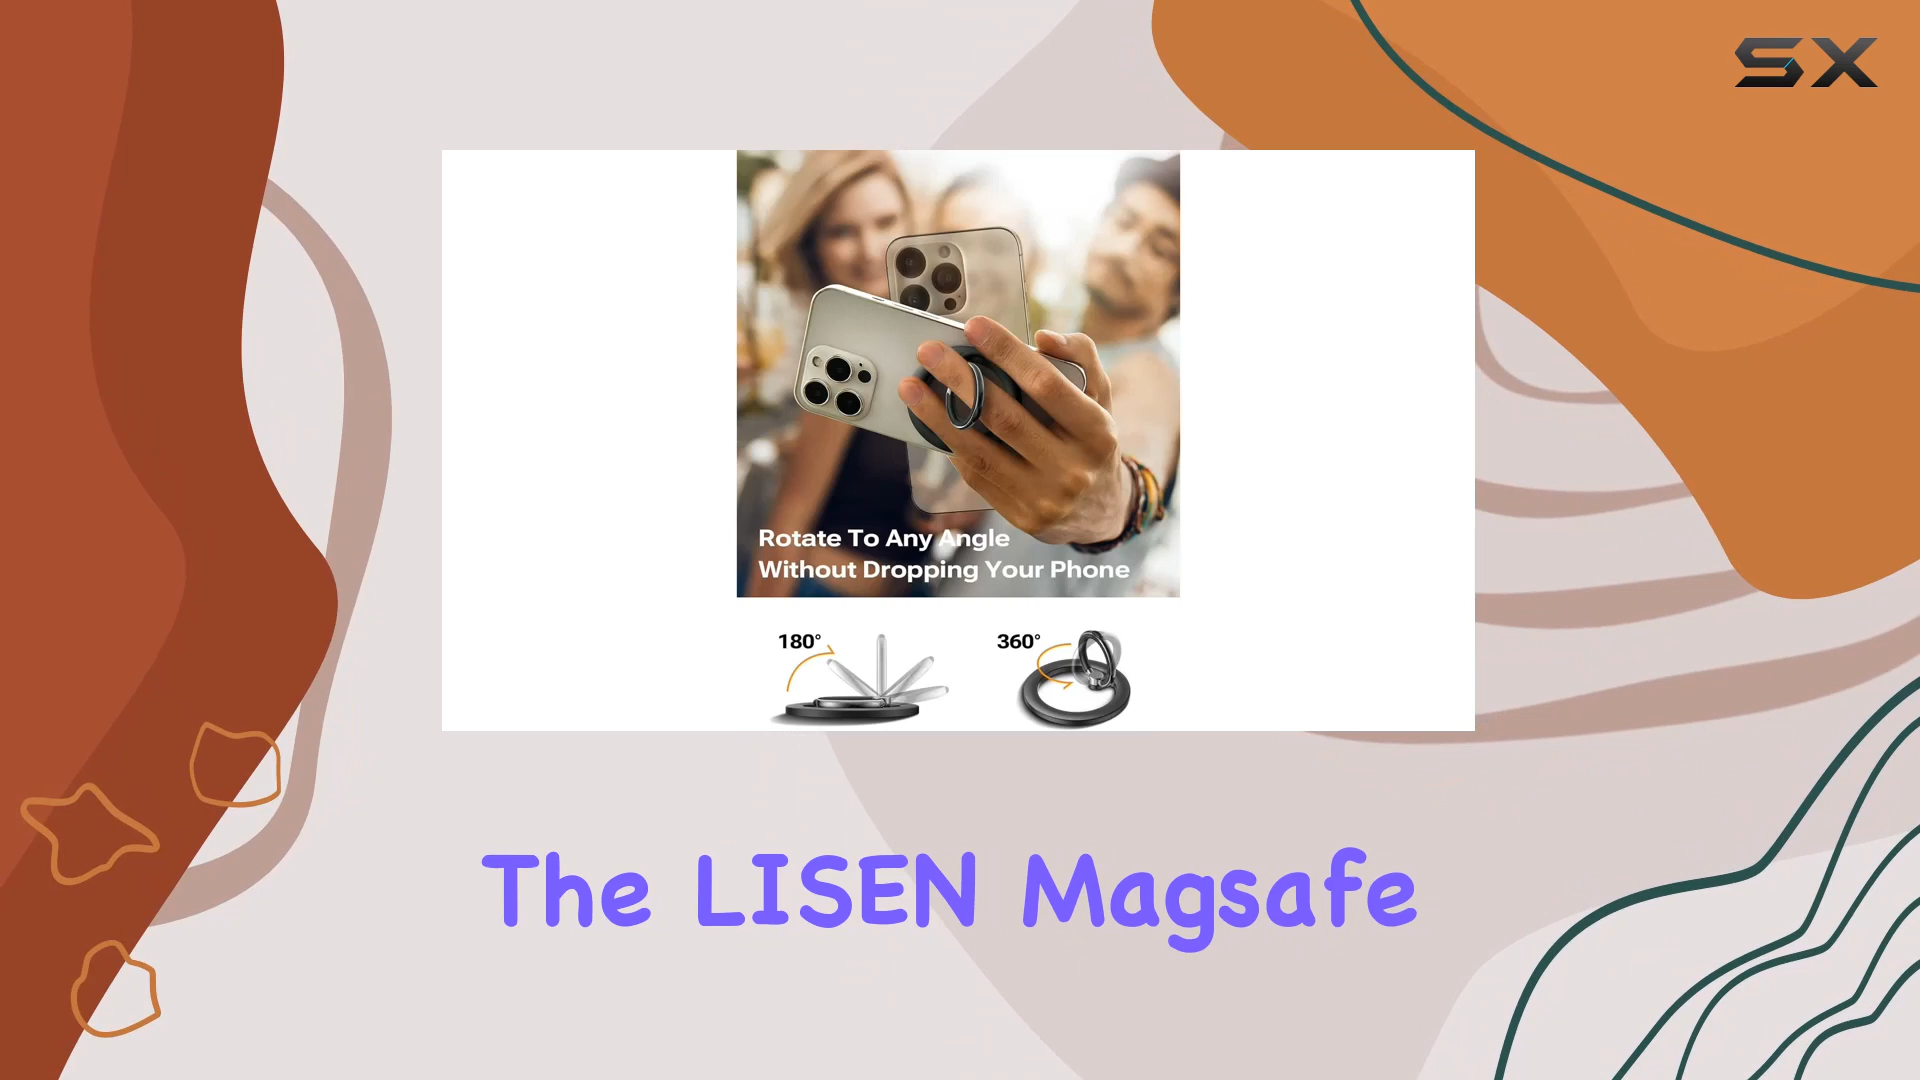 SX
Rotate To Any Angle
Without Dropping Your Phone
180°
360°
The LISEN Magsafe